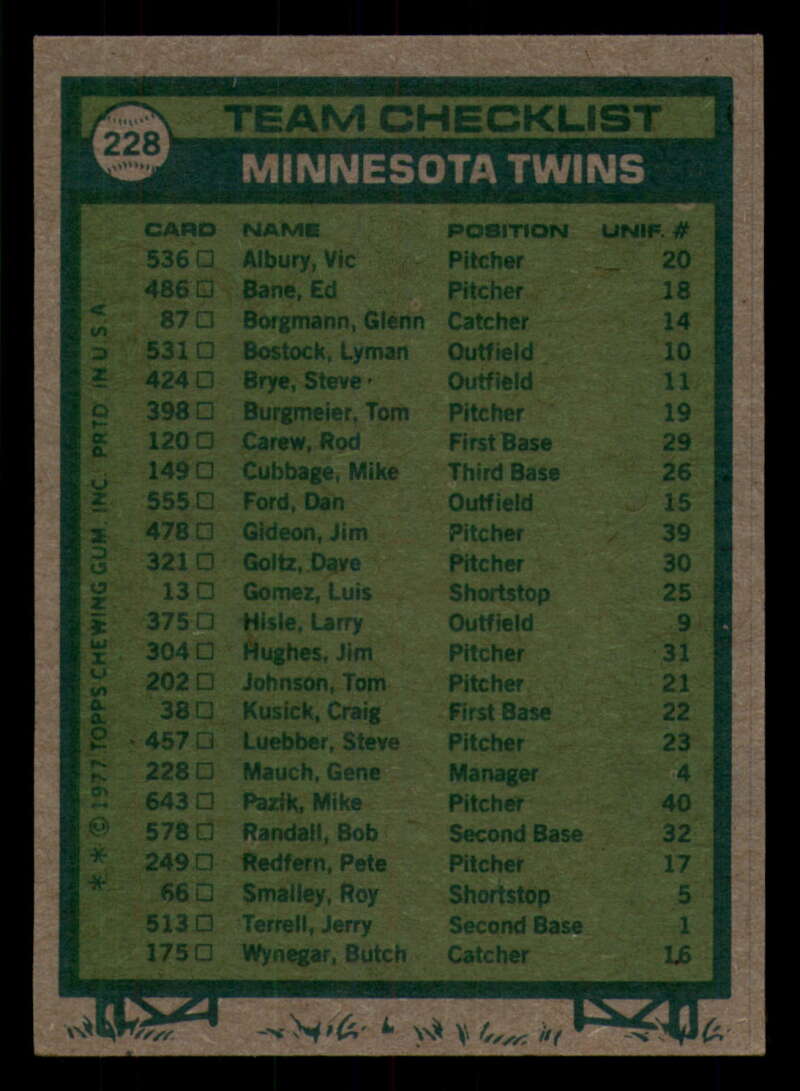 228
TEAM CHECKLIST
MINNESOTA TWINS
CARD NAME POSITION UNIF. #
536 Albury, Vic Pitcher 20
486 Bane, Ed Pitcher 18
87 Borgmann, Glenn Catcher 14
531 Bostock, Lyman Outfield 10
424 Brye, Steve Outfield 11
398 Burgmeier, Tom Pitcher 19
120 Carew, Rod First Base 29
149 Cubbage, Mike Third Base 26
555 Ford, Dan Outfield 15
478 Gideon, Jim Pitcher 39
321 Goltz, Dave Pitcher 30
13 Gomez, Luis Shortstop 25
375 Hisle, Larry Outfield 9
304 Hughes, Jim Pitcher 31
202 Johnson, Tom Pitcher 21
38 Kusick, Craig First Base 22
457 Luebber, Steve Pitcher 23
228 Mauch, Gene Manager 4
643 Pazik, Mike Pitcher 40
578 Randall, Bob Second Base 32
249 Redfern, Pete Pitcher 17
66 Smalley, Roy Shortstop 5
513 Terrell, Jerry Second Base 1
175 Wynegar, Butch Catcher 16
* * © 1977 TOPPS CHEWING GUM, INC. PRTD. IN U.S.A.